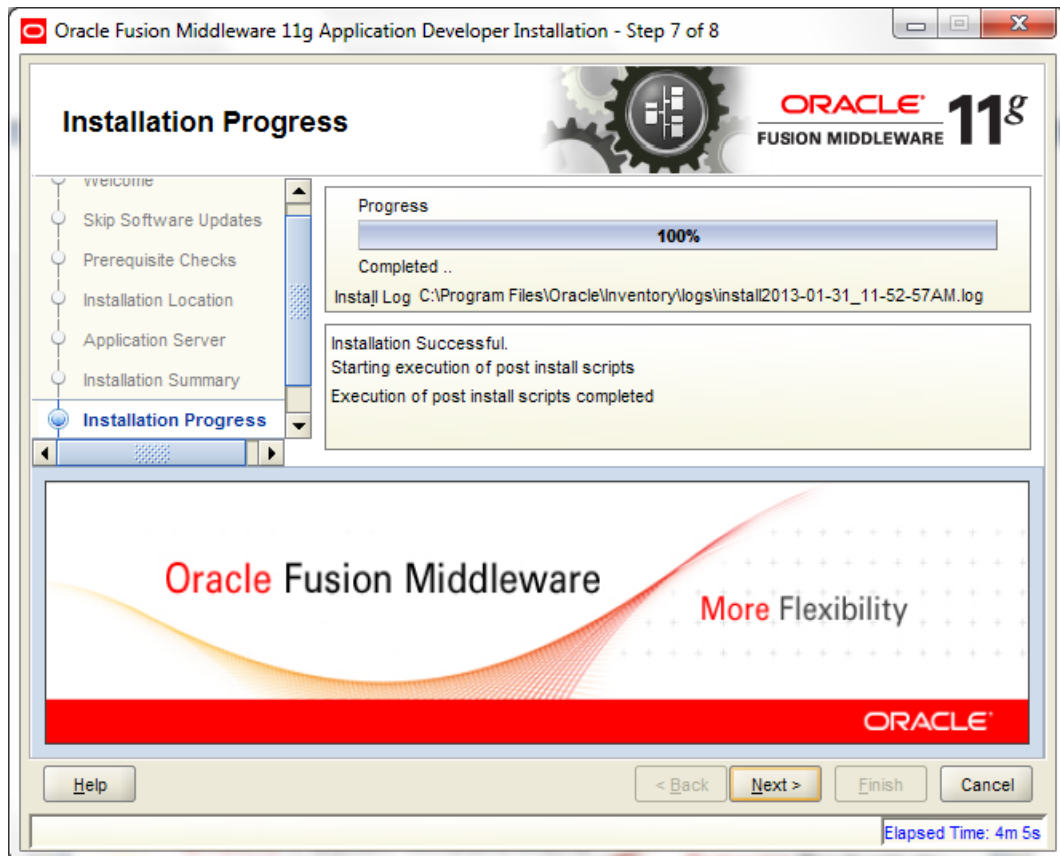 Oracle Fusion Middleware 11g Application Developer Installation - Step 7 of 8
Installation Progress
ORACLE
FUSION MIDDLEWARE 11g
Welcome
Skip Software Updates
Prerequisite Checks
Installation Location
Application Server
Installation Summary
Installation Progress
Progress
100%
Completed ..
Install Log C:\Program Files\Oracle\Inventory\logs\install2013-01-31_11-52-57AM.log
Installation Successful.
Starting execution of post install scripts
Execution of post install scripts completed
Oracle Fusion Middleware
More Flexibility
ORACLE
Help
< Back
Next >
Finish
Cancel
Elapsed Time: 4m 5s